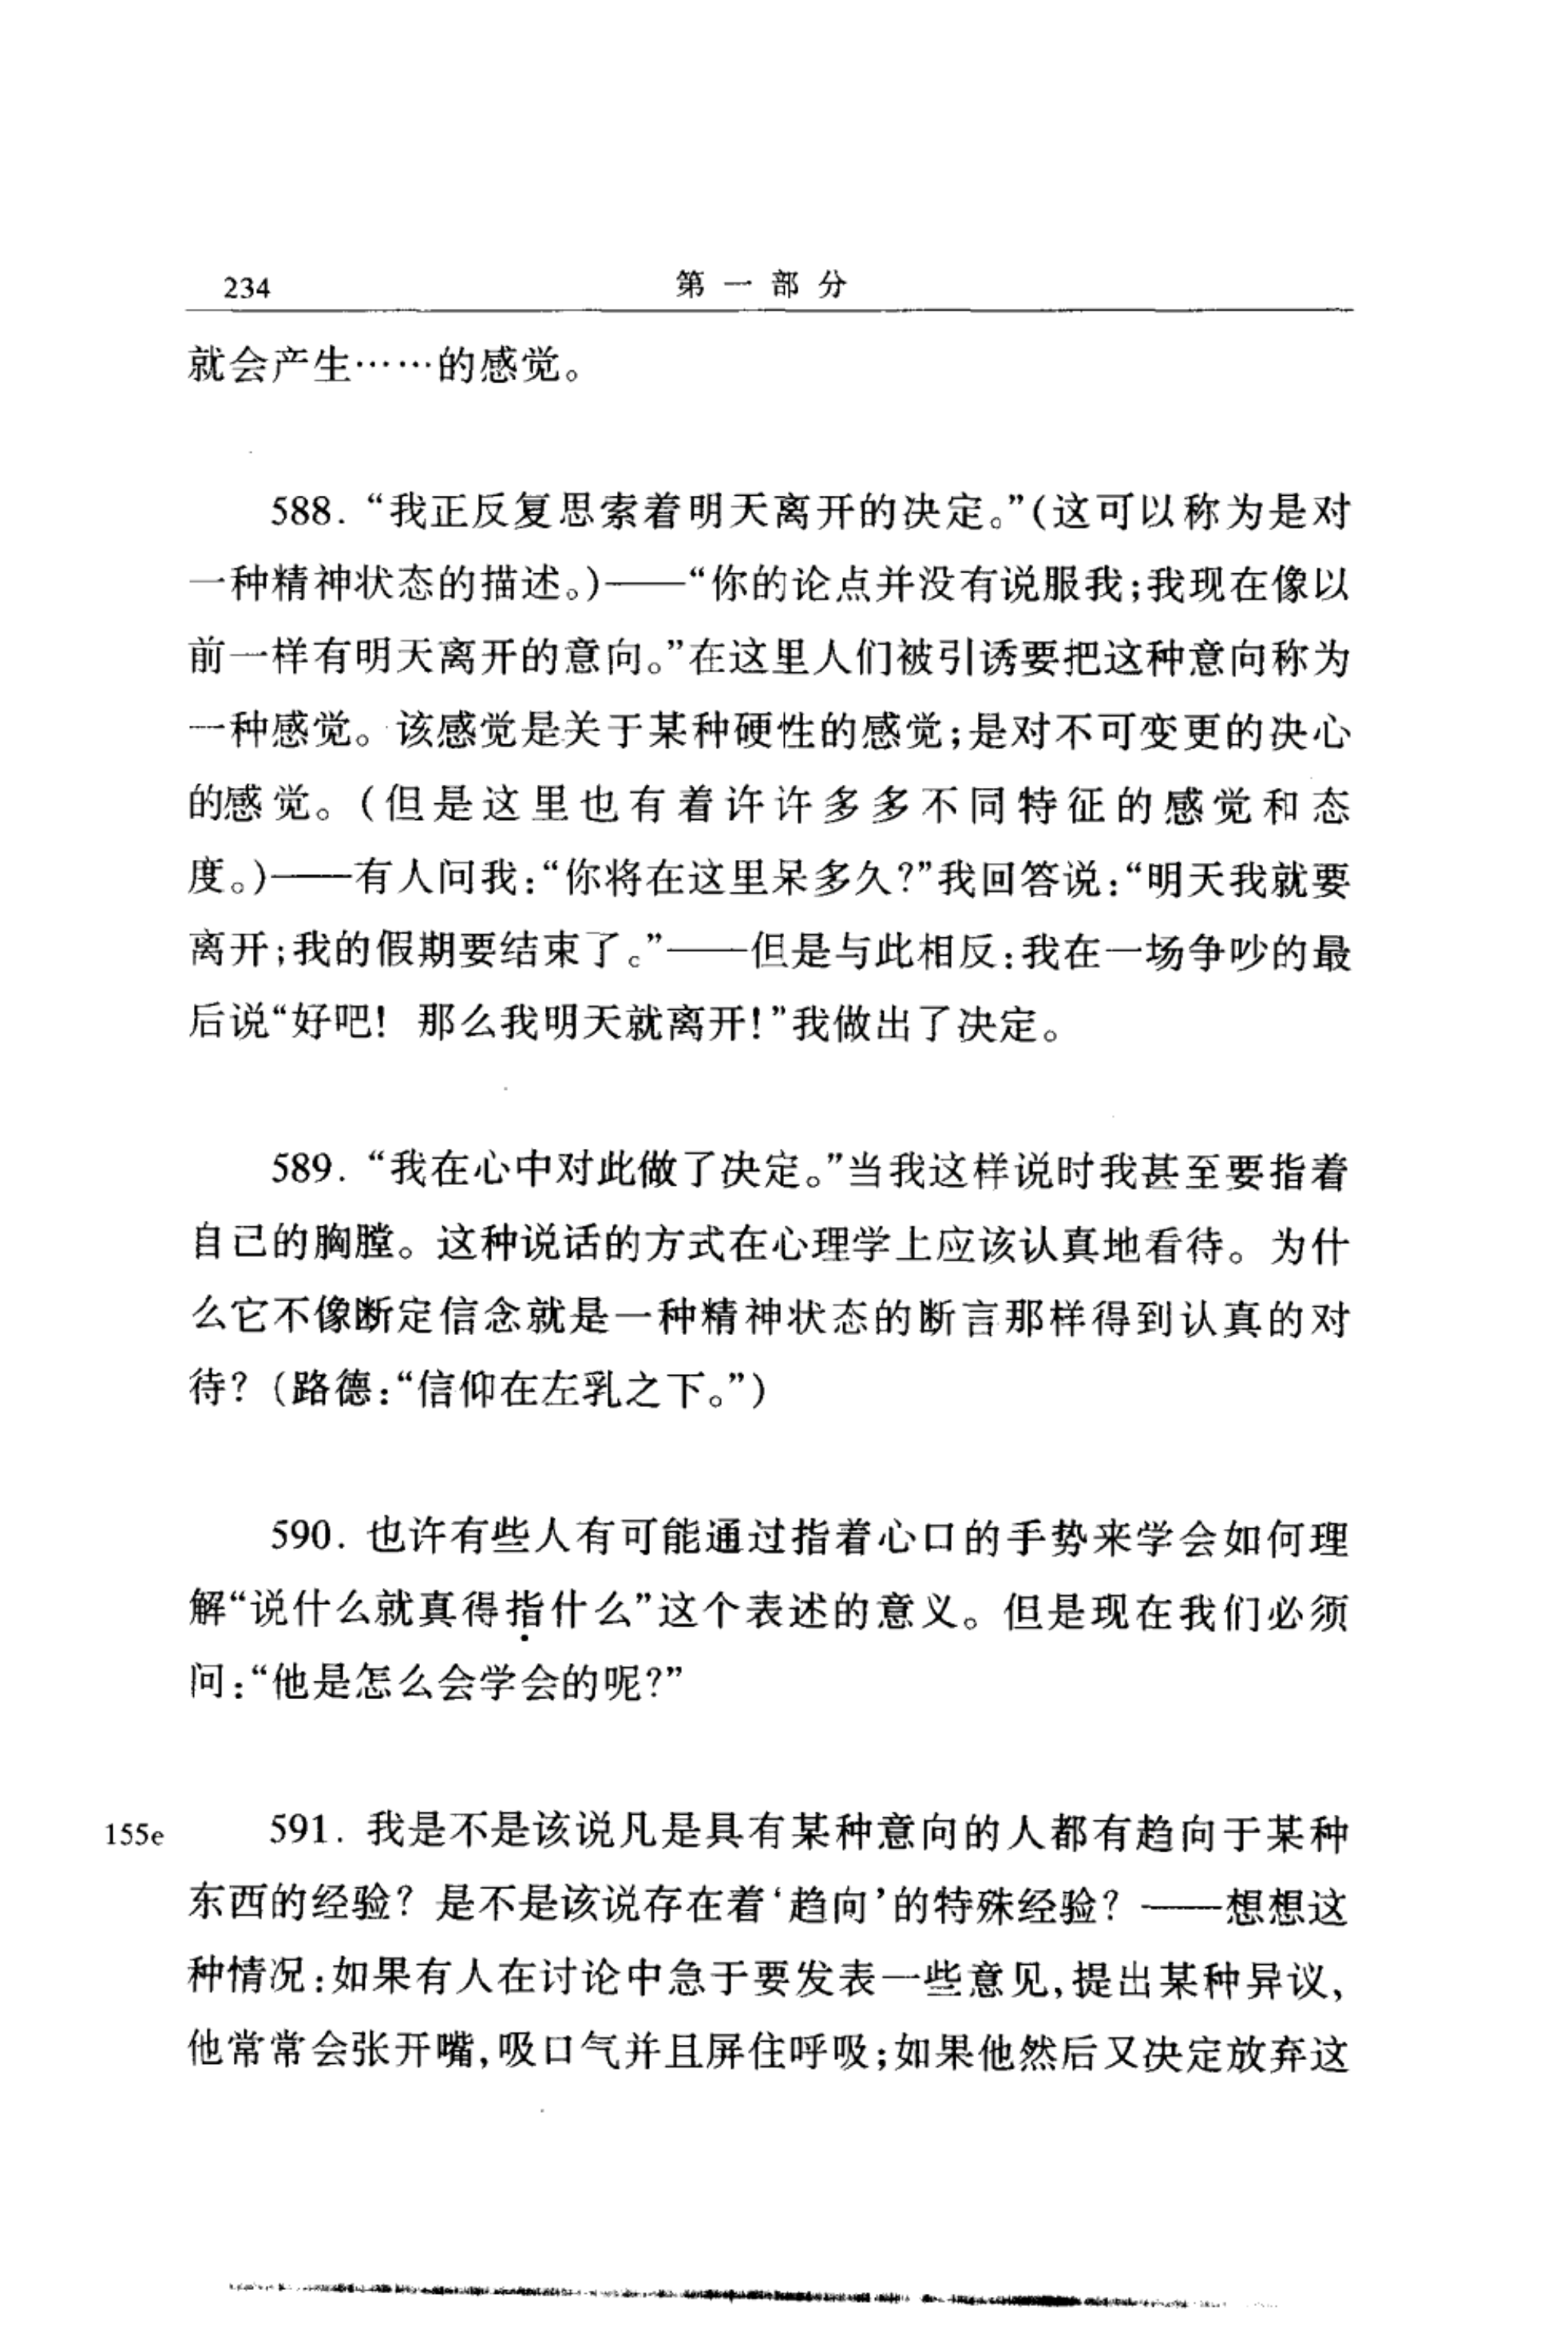 234 第一部分
就会产生……的感觉。
588. “我正反复思索着明天离开的决定。”(这可以称为是对
一种精神状态的描述。)——“你的论点并没有说服我;我现在像以
前一样有明天离开的意向。”在这里人们被引诱要把这种意向称为
一种感觉。该感觉是关于某种硬性的感觉;是对不可变更的决心
的感觉。(但是这里也有着许许多多不同特征的感觉和态
度。)——有人问我:“你将在这里呆多久?”我回答说:“明天我就要
离开;我的假期要结束了。”——但是与此相反:我在一场争吵的最
后说“好吧! 那么我明天就离开!”我做出了决定。
589. “我在心中对此做了决定。”当我这样说时我甚至要指着
自己的胸膛。这种说话的方式在心理学上应该认真地看待。为什
么它不像断定信念就是一种精神状态的断言那样得到认真的对
待? (路德:“信仰在左乳之下。”)
590. 也许有些人有可能通过指着心口的手势来学会如何理
解“说什么就真得指什么”这个表述的意义。但是现在我们必须
问:“他是怎么会学会的呢?”
155e 591. 我是不是该说凡是具有某种意向的人都有趋向于某种
东西的经验? 是不是该说存在着‘趋向’的特殊经验? ——想想这
种情况:如果有人在讨论中急于要发表一些意见,提出某种异议,
他常常会张开嘴,吸口气并且屏住呼吸;如果他然后又决定放弃这